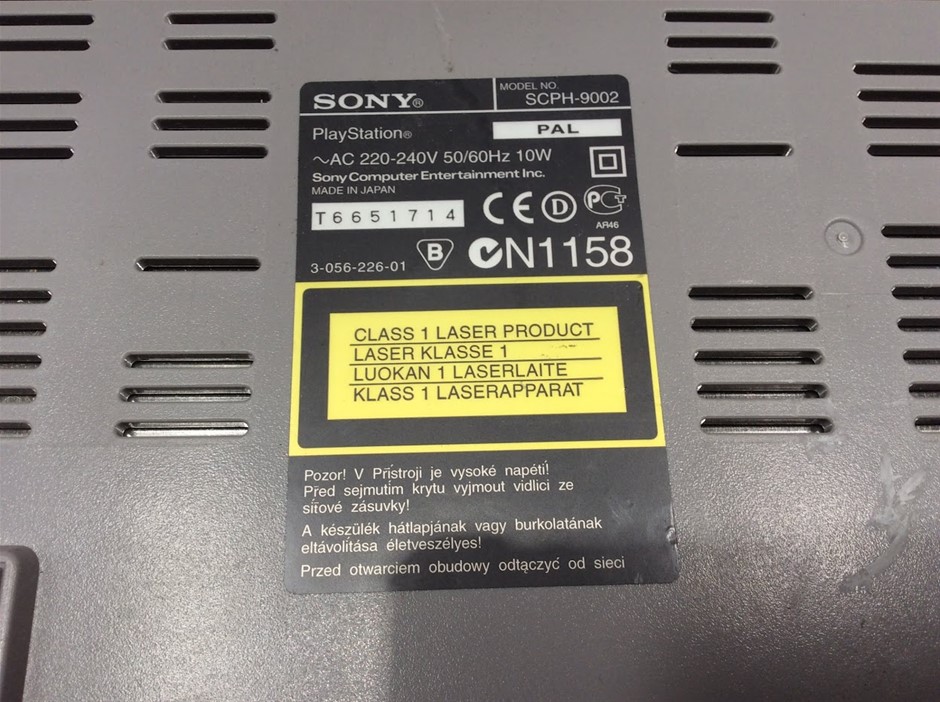 SONY®
MODEL NO.
SCPH-9002
PlayStation®
PAL
~AC 220-240V 50/60Hz 10W
Sony Computer Entertainment Inc.
MADE IN JAPAN
T6651714
CE D PCT
AЯ46
3-056-226-01
B
N1158
CLASS 1 LASER PRODUCT
LASER KLASSE 1
LUOKAN 1 LASERLAITE
KLASS 1 LASERAPPARAT
Pozor! V Přístroji je vysoké napětí!
Před sejmutím krytu vyjmout vidlici ze
síťové zásuvky!
A készülék hátlapjának vagy burkolatának
eltávolítása életveszélyes!
Przed otwarciem obudowy odłączyć od sieci